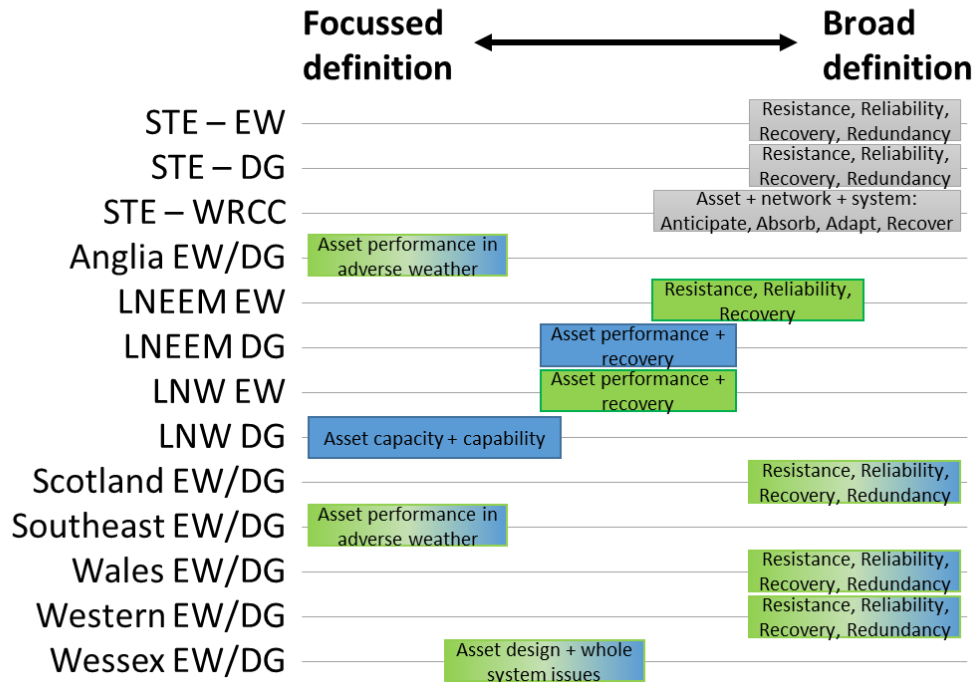 Focussed
definition
Broad
definition
STE – EW
Resistance, Reliability,
Recovery, Redundancy
STE – DG
Resistance, Reliability,
Recovery, Redundancy
STE – WRCC
Asset + network + system:
Anticipate, Absorb, Adapt, Recover
Anglia EW/DG
Asset performance in
adverse weather
LNEEM EW
Resistance, Reliability,
Recovery
LNEEM DG
Asset performance +
recovery
LNW EW
Asset performance +
recovery
LNW DG
Asset capacity + capability
Scotland EW/DG
Resistance, Reliability,
Recovery, Redundancy
Southeast EW/DG
Asset performance in
adverse weather
Wales EW/DG
Resistance, Reliability,
Recovery, Redundancy
Western EW/DG
Resistance, Reliability,
Recovery, Redundancy
Wessex EW/DG
Asset design + whole
system issues